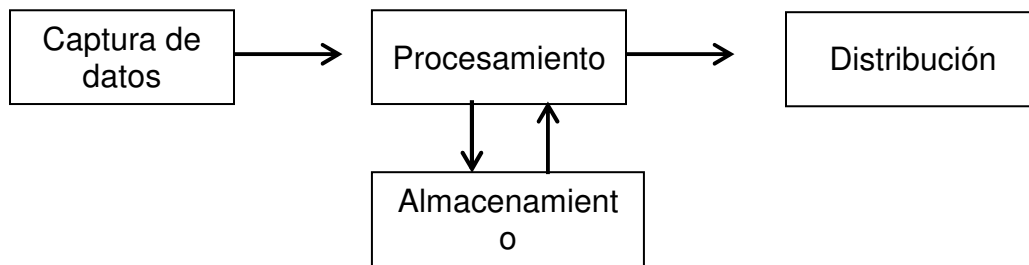 Captura de
datos
Procesamiento
Distribución
Almacenamient
o